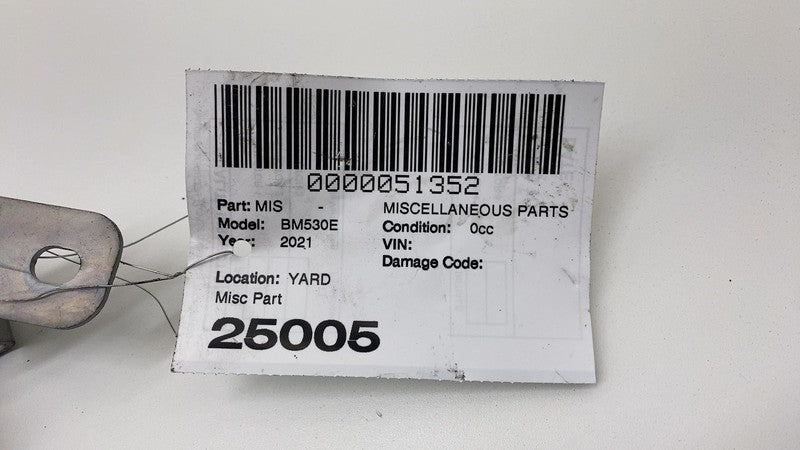 0000051352
Part: MIS - MISCELLANEOUS PARTS
Model: BM530E Condition: 0cc
Year: 2021 VIN:
Damage Code:
Location: YARD
Misc Part
25005